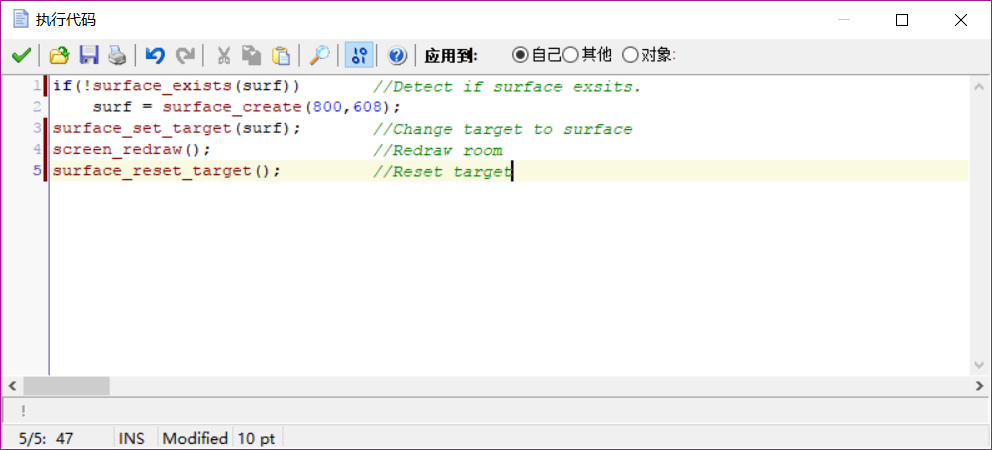 执行代码
应用到: 自己 其他 对象:
1 if(!surface_exists(surf)) //Detect if surface exsits.
2 surf = surface_create(800,608);
3 surface_set_target(surf); //Change target to surface
4 screen_redraw(); //Redraw room
5 surface_reset_target(); //Reset target
!
5/5: 47 INS Modified 10 pt